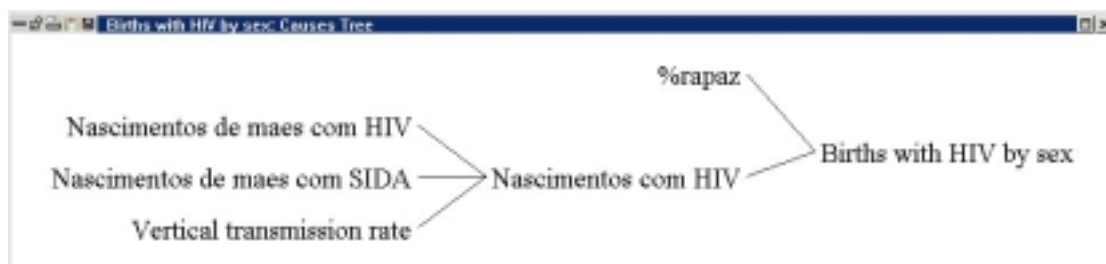 Births with HIV by sex: Causes Tree
%rapaz
Nascimentos de maes com HIV
Births with HIV by sex
Nascimentos de maes com SIDA
Nascimentos com HIV
Vertical transmission rate